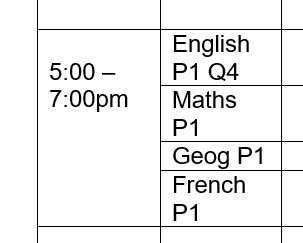 5:00 –
7:00pm
English
P1 Q4
Maths
P1
Geog P1
French
P1